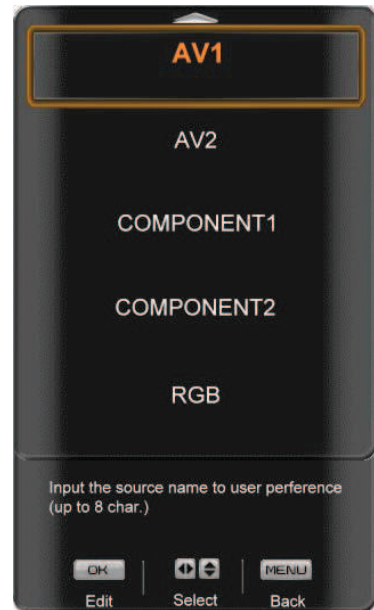 AV1
AV2
COMPONENT1
COMPONENT2
RGB
Input the source name to user perference
(up to 8 char.)
OK MENU
Edit Select Back